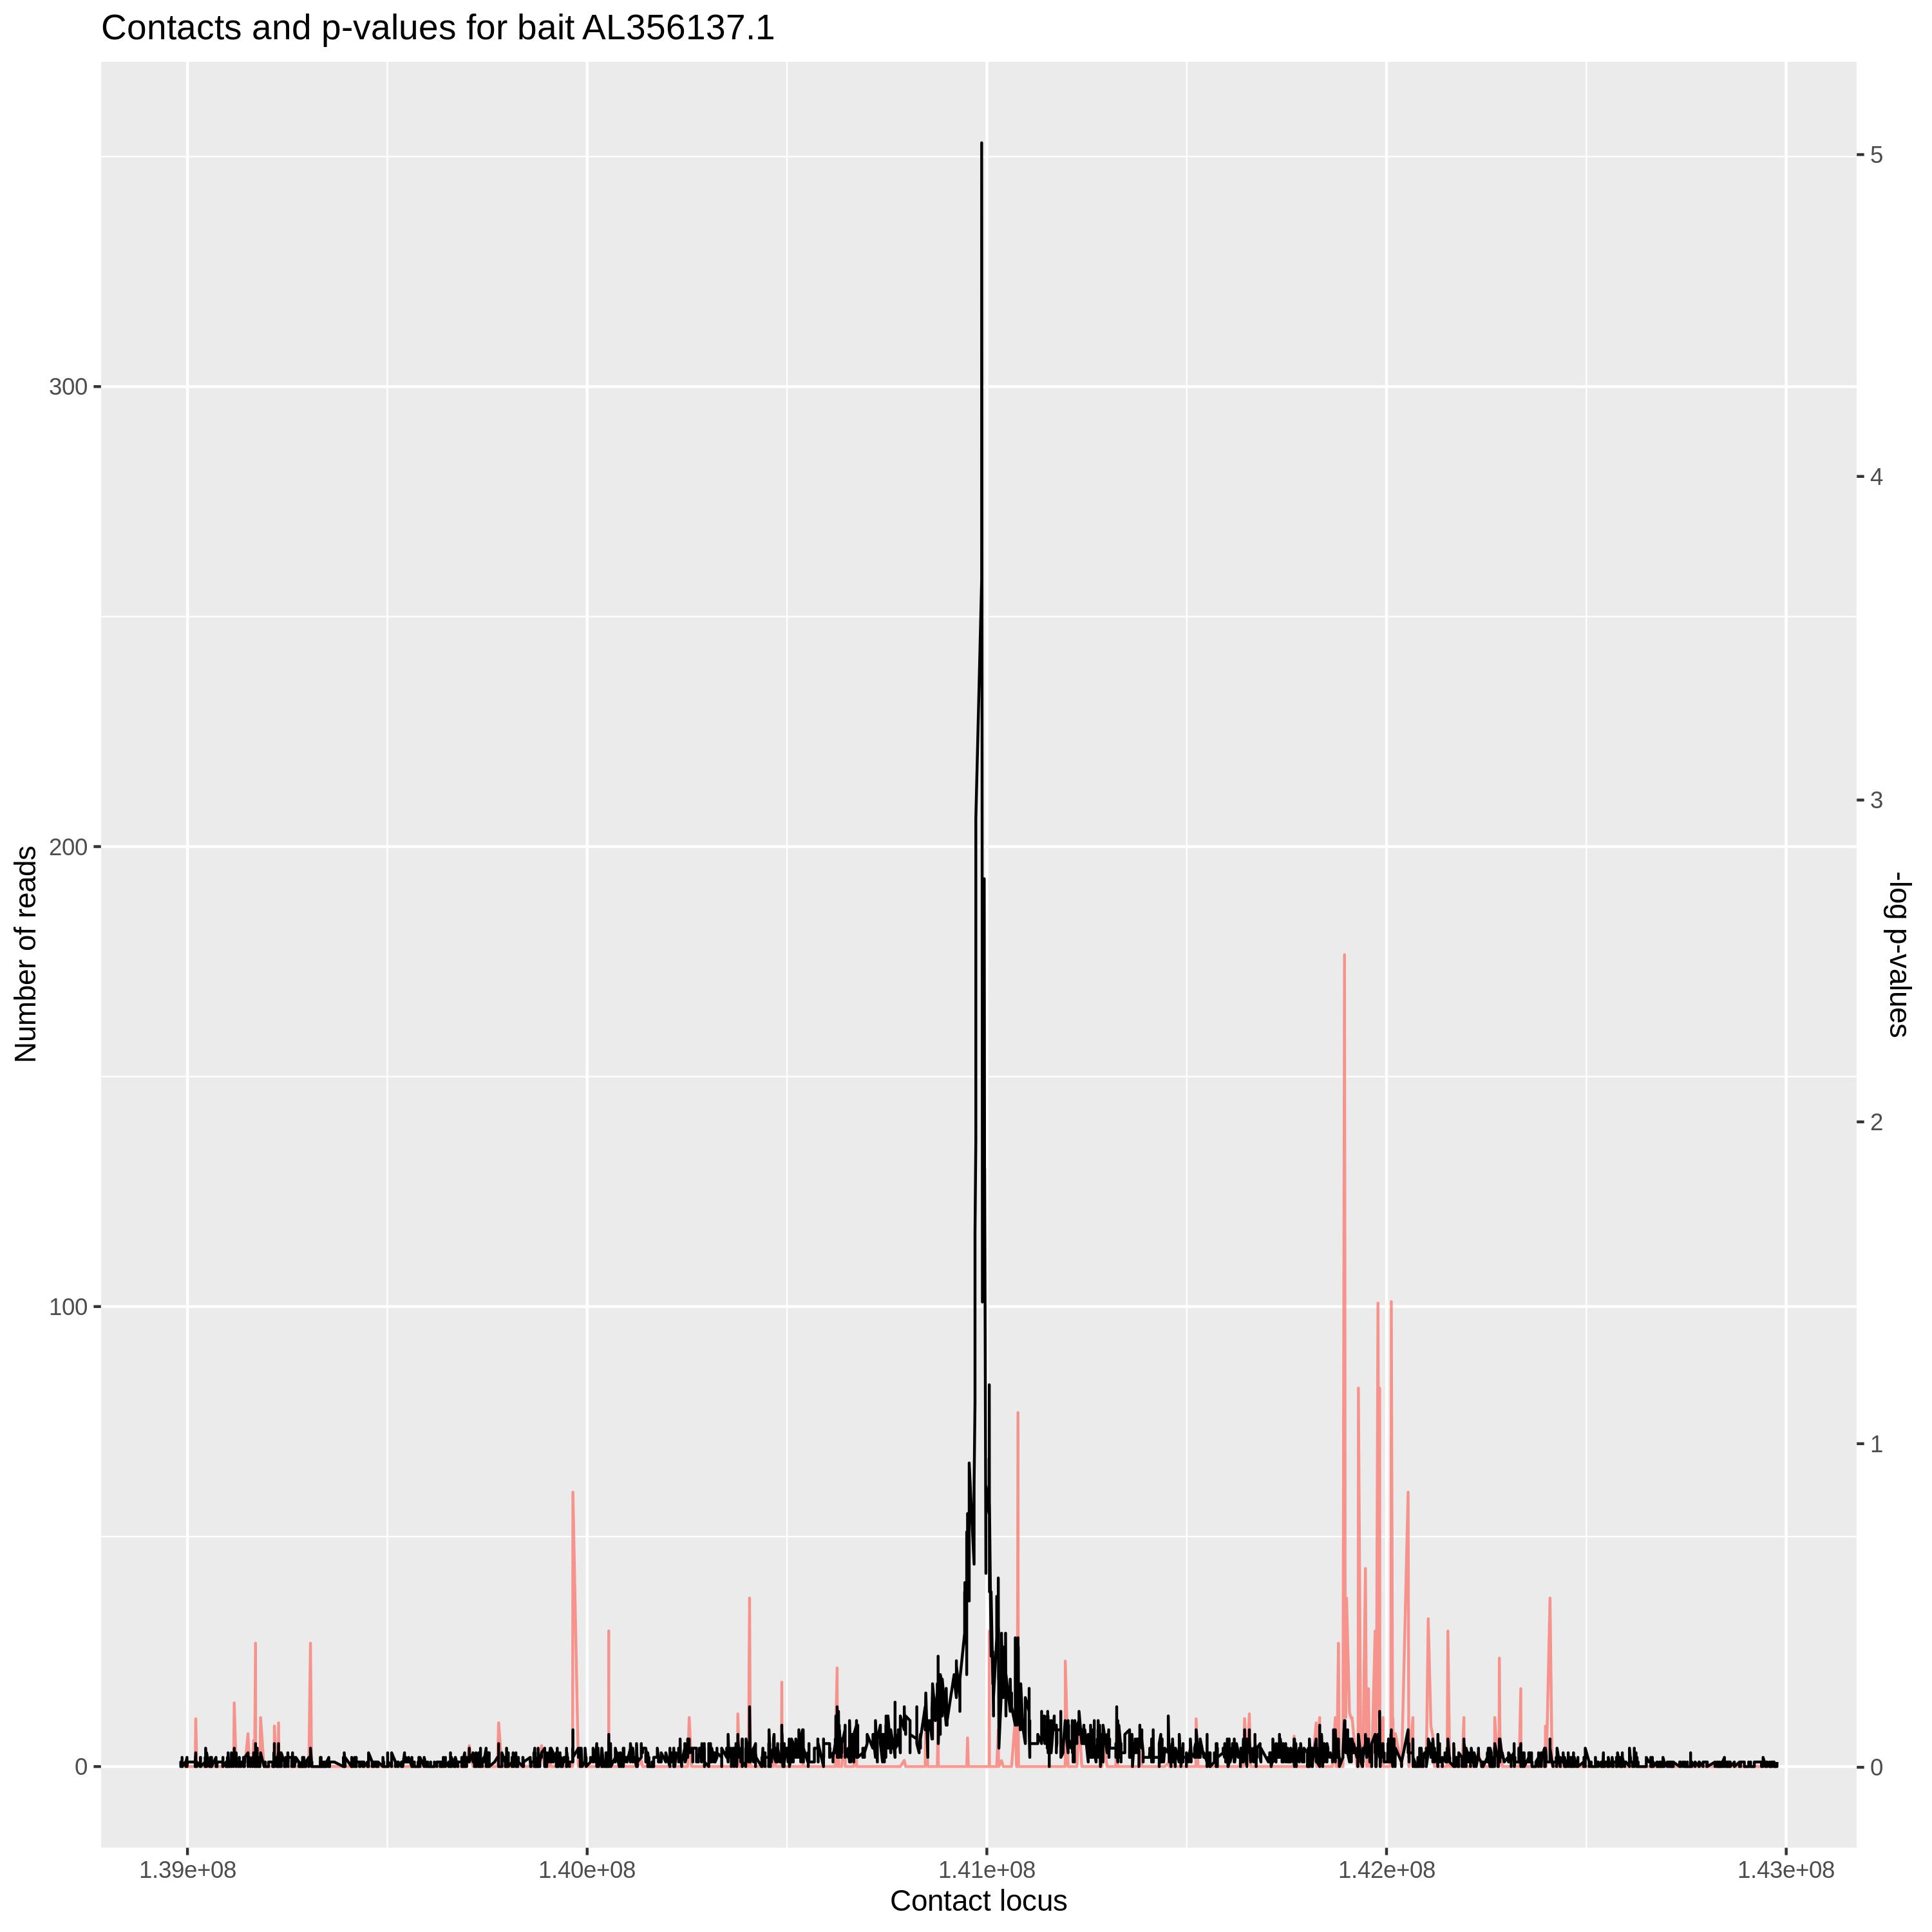 Contacts and p-values for bait AL356137.1
300
200
100
0
Number of reads
5
4
3
2
1
0
-log p-values
1.39e+08
1.40e+08
1.41e+08
1.42e+08
1.43e+08
Contact locus